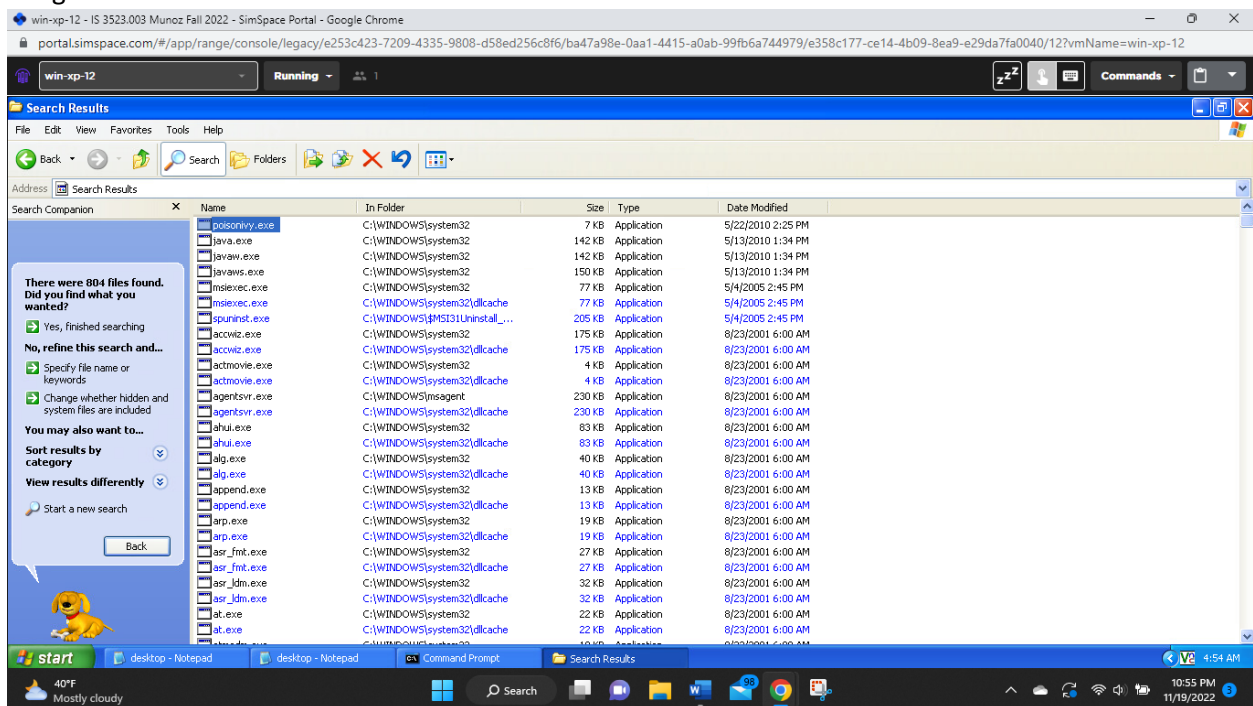 win-xp-12 - IS 3523.003 Munoz Fall 2022 - SimSpace Portal - Google Chrome
portal.simspace.com/#/app/range/console/legacy/e253c423-7209-4335-9808-d58ed256c8f6/ba47a98e-0aa1-4415-a0ab-99fb6a744979/e358c177-ce14-4b09-8ea9-e29da7fa0040/12?vmName=win-xp-12
win-xp-12 Running 1 zzZ Commands
Search Results
File Edit View Favorites Tools Help
Back Search Folders
Address Search Results
Search Companion
There were 804 files found.
Did you find what you
wanted?
Yes, finished searching
No, refine this search and...
Specify file name or
keywords
Change whether hidden and
system files are included
You may also want to...
Sort results by
category
View results differently
Start a new search
Back
Name In Folder Size Type Date Modified
poisonivy.exe C:\WINDOWS\system32 7 KB Application 5/22/2010 2:25 PM
java.exe C:\WINDOWS\system32 142 KB Application 5/13/2010 1:34 PM
javaw.exe C:\WINDOWS\system32 142 KB Application 5/13/2010 1:34 PM
javaws.exe C:\WINDOWS\system32 150 KB Application 5/13/2010 1:34 PM
msiexec.exe C:\WINDOWS\system32 77 KB Application 5/4/2005 2:45 PM
msiexec.exe C:\WINDOWS\system32\dllcache 77 KB Application 5/4/2005 2:45 PM
spuninst.exe C:\WINDOWS\$MSI31Uninstall_... 205 KB Application 5/4/2005 2:45 PM
accwiz.exe C:\WINDOWS\system32 175 KB Application 8/23/2001 6:00 AM
accwiz.exe C:\WINDOWS\system32\dllcache 175 KB Application 8/23/2001 6:00 AM
actmovie.exe C:\WINDOWS\system32 4 KB Application 8/23/2001 6:00 AM
actmovie.exe C:\WINDOWS\system32\dllcache 4 KB Application 8/23/2001 6:00 AM
agentsvr.exe C:\WINDOWS\msagent 230 KB Application 8/23/2001 6:00 AM
agentsvr.exe C:\WINDOWS\system32\dllcache 230 KB Application 8/23/2001 6:00 AM
ahui.exe C:\WINDOWS\system32 83 KB Application 8/23/2001 6:00 AM
ahui.exe C:\WINDOWS\system32\dllcache 83 KB Application 8/23/2001 6:00 AM
alg.exe C:\WINDOWS\system32 40 KB Application 8/23/2001 6:00 AM
alg.exe C:\WINDOWS\system32\dllcache 40 KB Application 8/23/2001 6:00 AM
append.exe C:\WINDOWS\system32 13 KB Application 8/23/2001 6:00 AM
append.exe C:\WINDOWS\system32\dllcache 13 KB Application 8/23/2001 6:00 AM
arp.exe C:\WINDOWS\system32 19 KB Application 8/23/2001 6:00 AM
arp.exe C:\WINDOWS\system32\dllcache 19 KB Application 8/23/2001 6:00 AM
asr_fmt.exe C:\WINDOWS\system32 27 KB Application 8/23/2001 6:00 AM
asr_fmt.exe C:\WINDOWS\system32\dllcache 27 KB Application 8/23/2001 6:00 AM
asr_ldm.exe C:\WINDOWS\system32 32 KB Application 8/23/2001 6:00 AM
asr_ldm.exe C:\WINDOWS\system32\dllcache 32 KB Application 8/23/2001 6:00 AM
at.exe C:\WINDOWS\system32 22 KB Application 8/23/2001 6:00 AM
at.exe C:\WINDOWS\system32\dllcache 22 KB Application 8/23/2001 6:00 AM
start desktop - Notepad desktop - Notepad Command Prompt Search Results 4:54 AM
40°F
Mostly cloudy
Search
98
10:55 PM
11/19/2022
3